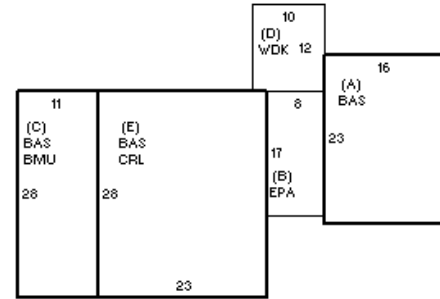 10
(D)
WDK 12
16
(A)
BAS
23
11
(C)
BAS
BMU
28
(E)
BAS
CRL
28
23
8
17
(B)
EPA